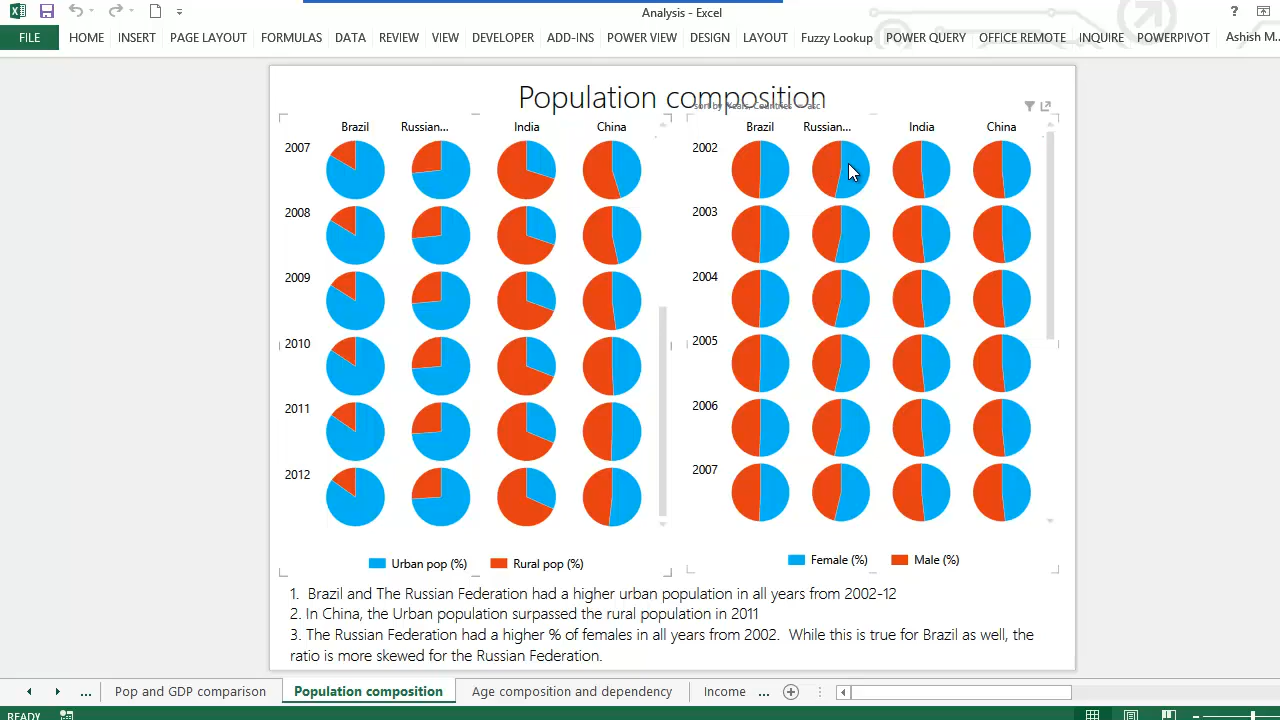 Analysis - Excel
?
FILE HOME INSERT PAGE LAYOUT FORMULAS DATA REVIEW VIEW DEVELOPER ADD-INS POWER VIEW DESIGN LAYOUT Fuzzy Lookup POWER QUERY OFFICE REMOTE INQUIRE POWERPIVOT Ashish M...
Population composition
sort by Years, Countries asc
Brazil Russian... India China
2007
2008
2009
2010
2011
2012
Urban pop (%) Rural pop (%)
Brazil Russian... India China
2002
2003
2004
2005
2006
2007
Female (%) Male (%)
1. Brazil and The Russian Federation had a higher urban population in all years from 2002-12
2. In China, the Urban population surpassed the rural population in 2011
3. The Russian Federation had a higher % of females in all years from 2002. While this is true for Brazil as well, the
ratio is more skewed for the Russian Federation.
... Pop and GDP comparison Population composition Age composition and dependency Income ...
READY